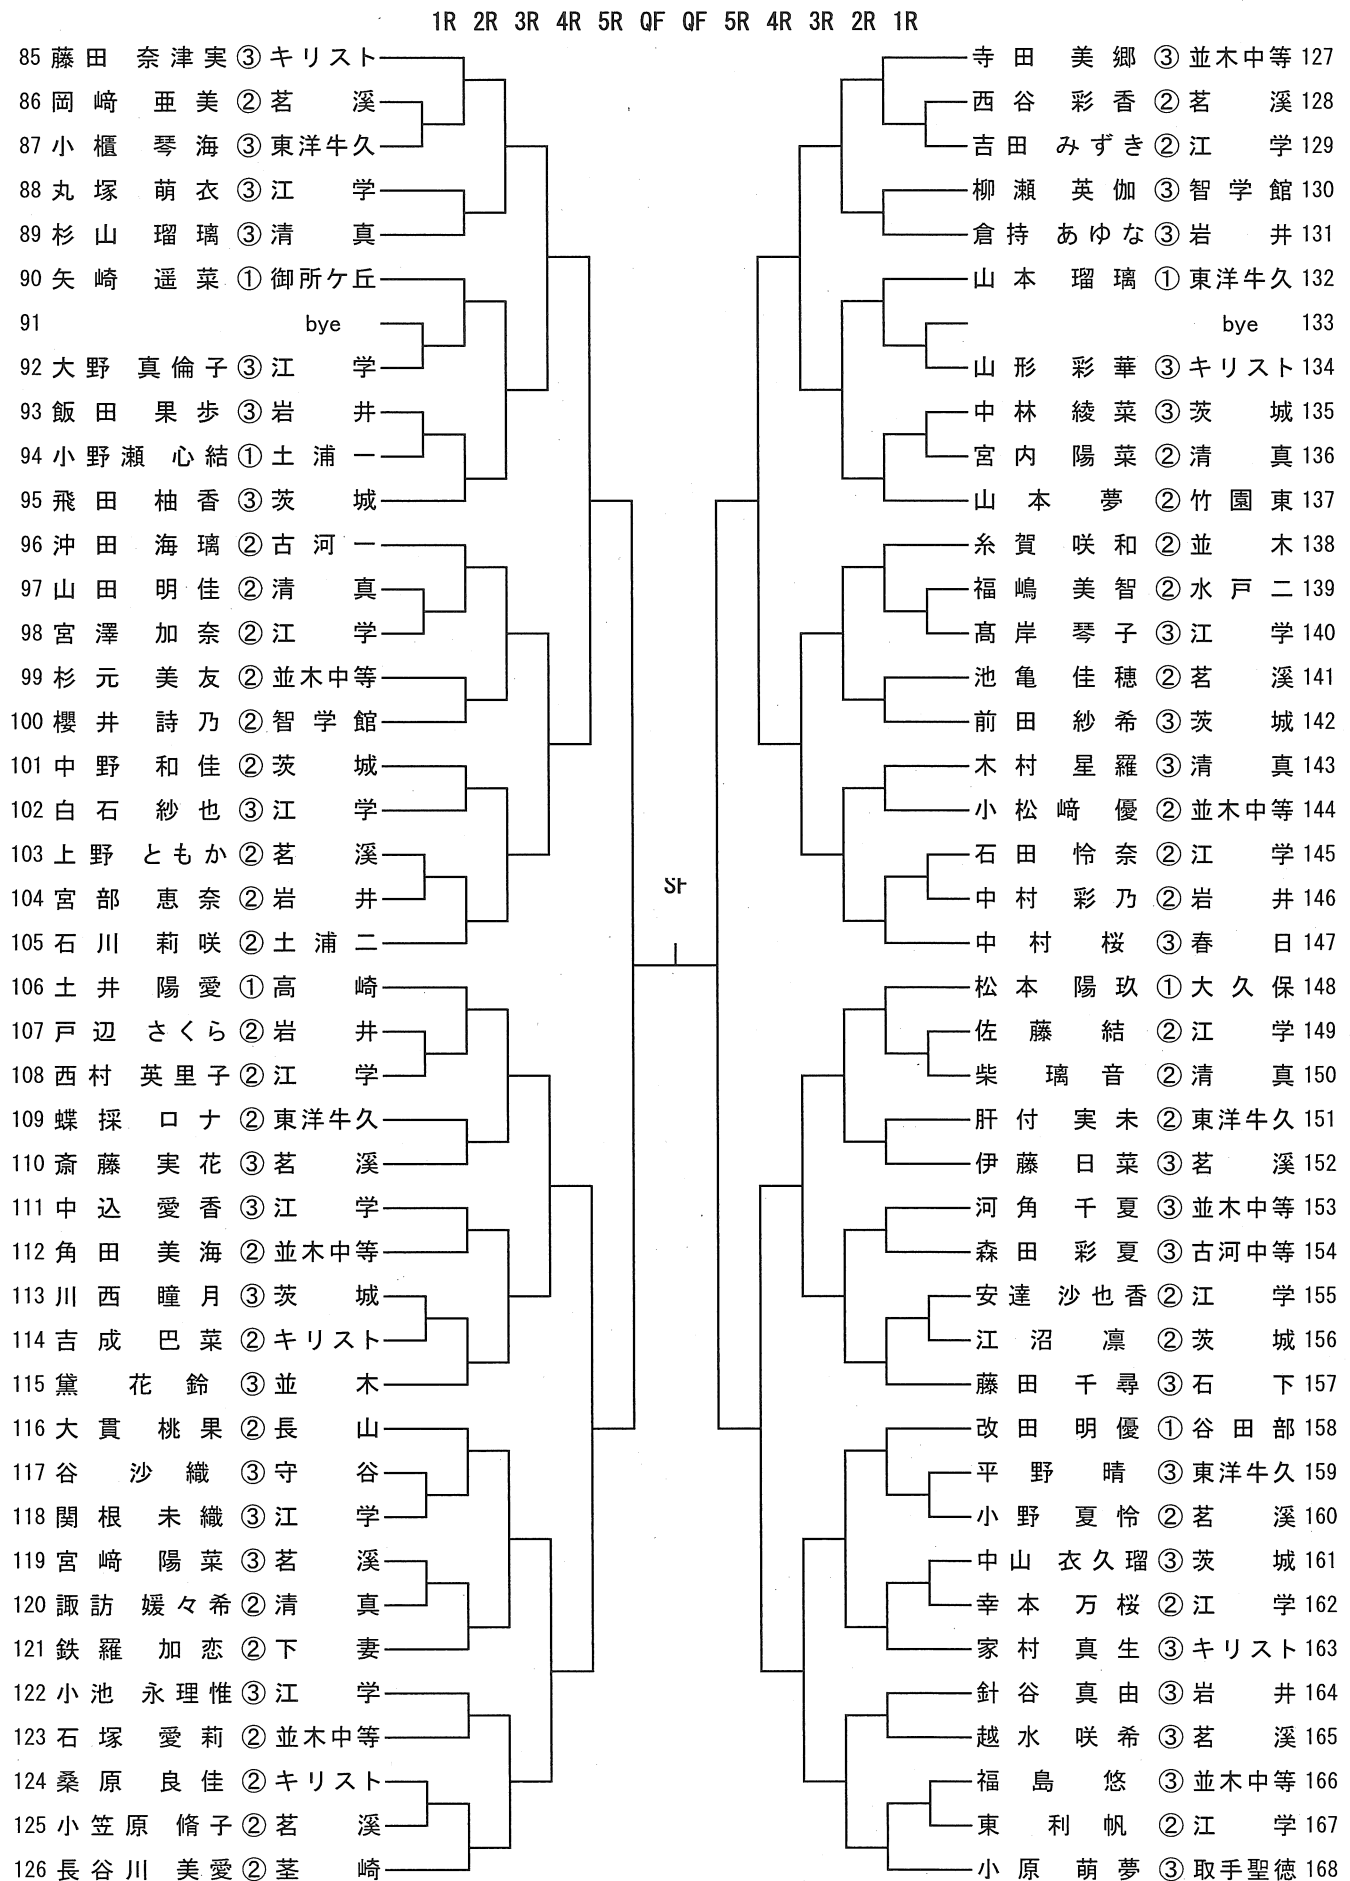 1R 2R 3R 4R 5R QF QF 5R 4R 3R 2R 1R
85 藤田 奈津実 ③ キリスト
86 岡﨑 亜美 ② 茗溪
87 小櫃 琴海 ③ 東洋牛久
88 丸塚 萌衣 ③ 江学
89 杉山 瑠璃 ③ 清真
90 矢崎 遥菜 ① 御所ケ丘
91 bye
92 大野 真倫子 ③ 江学
93 飯田 果歩 ③ 岩井
94 小野瀬 心結 ① 土浦一
95 飛田 柚香 ③ 茨城
96 沖田 海璃 ② 古河一
97 山田 明佳 ② 清真
98 宮澤 加奈 ② 江学
99 杉元 美友 ② 並木中等
100 櫻井 詩乃 ② 智学館
101 中野 和佳 ② 茨城
102 白石 紗也 ③ 江学
103 上野 ともか ② 茗溪
104 宮部 恵奈 ② 岩井
105 石川 莉咲 ② 土浦二
106 土井 陽愛 ① 高崎
107 戸辺 さくら ② 岩井
108 西村 英里子 ② 江学
109 蝶採 ロナ ② 東洋牛久
110 斎藤 実花 ③ 茗溪
111 中込 愛香 ③ 江学
112 角田 美海 ② 並木中等
113 川西 瞳月 ③ 茨城
114 吉成 巴菜 ② キリスト
115 黛 花鈴 ③ 並木
116 大貫 桃果 ② 長山
117 谷 沙織 ③ 守谷
118 関根 未織 ③ 江学
119 宮﨑 陽菜 ③ 茗溪
120 諏訪 媛々希 ② 清真
121 鉄羅 加恋 ② 下妻
122 小池 永理惟 ③ 江学
123 石塚 愛莉 ② 並木中等
124 桑原 良佳 ② キリスト
125 小笠原 脩子 ② 茗溪
126 長谷川 美愛 ② 茎崎
SF
寺田 美郷 ③ 並木中等 127
西谷 彩香 ② 茗溪 128
吉田 みずき ② 江学 129
柳瀬 英伽 ③ 智学館 130
倉持 あゆな ③ 岩井 131
山本 瑠璃 ① 東洋牛久 132
bye 133
山形 彩華 ③ キリスト 134
中林 綾菜 ③ 茨城 135
宮内 陽菜 ② 清真 136
山本 夢 ② 竹園東 137
糸賀 咲和 ② 並木 138
福嶋 美智 ② 水戸二 139
髙岸 琴子 ③ 江学 140
池亀 佳穂 ② 茗溪 141
前田 紗希 ③ 茨城 142
木村 星羅 ③ 清真 143
小松﨑 優 ② 並木中等 144
石田 怜奈 ② 江学 145
中村 彩乃 ② 岩井 146
中村 桜 ③ 春日 147
松本 陽玖 ① 大久保 148
佐藤 結 ② 江学 149
柴 璃音 ② 清真 150
肝付 実未 ② 東洋牛久 151
伊藤 日菜 ③ 茗溪 152
河角 千夏 ③ 並木中等 153
森田 彩夏 ③ 古河中等 154
安達 沙也香 ② 江学 155
江沼 凛 ② 茨城 156
藤田 千尋 ③ 石下 157
改田 明優 ① 谷田部 158
平野 晴 ③ 東洋牛久 159
小野 夏怜 ② 茗溪 160
中山 衣久瑠 ③ 茨城 161
幸本 万桜 ② 江学 162
家村 真生 ③ キリスト 163
針谷 真由 ③ 岩井 164
越水 咲希 ③ 茗溪 165
福島 悠 ③ 並木中等 166
東 利帆 ② 江学 167
小原 萌夢 ③ 取手聖徳 168